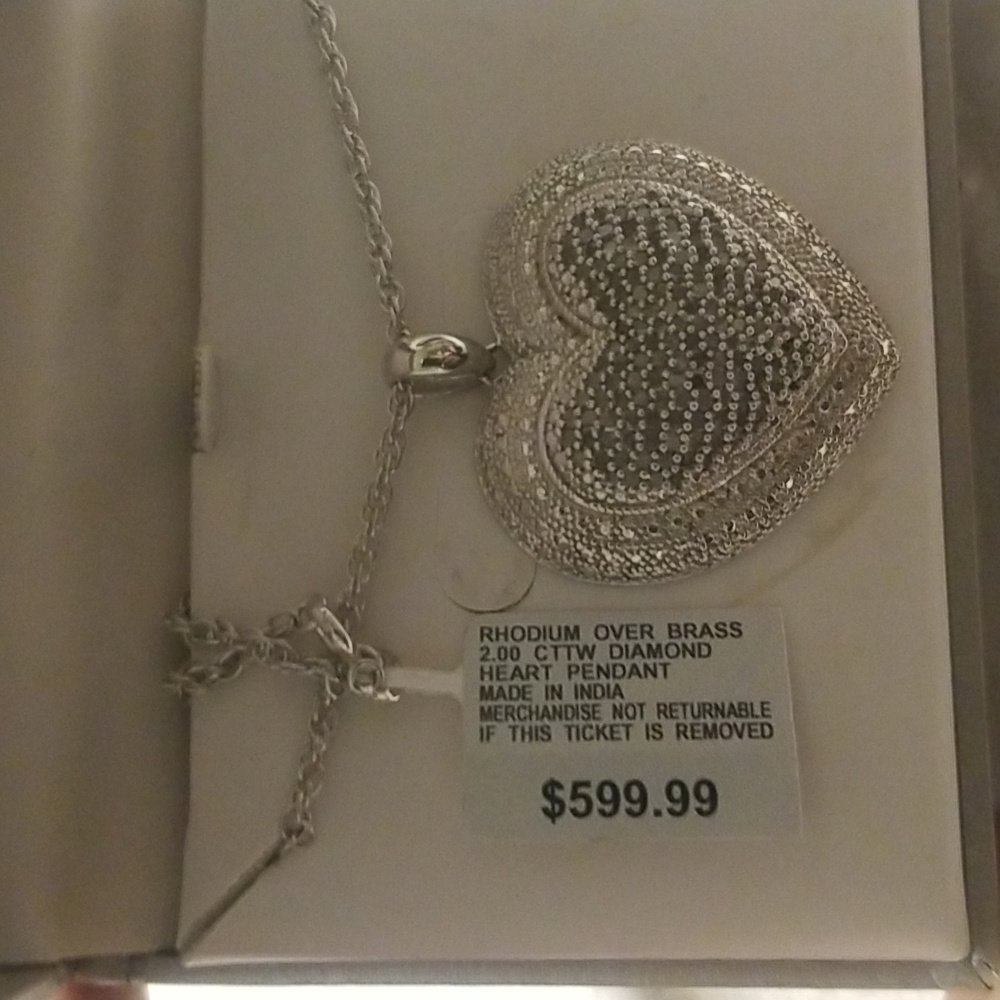 RHODIUM OVER BRASS
2.00 CTTW DIAMOND
HEART PENDANT
MADE IN INDIA
MERCHANDISE NOT RETURNABLE
IF THIS TICKET IS REMOVED
$599.99